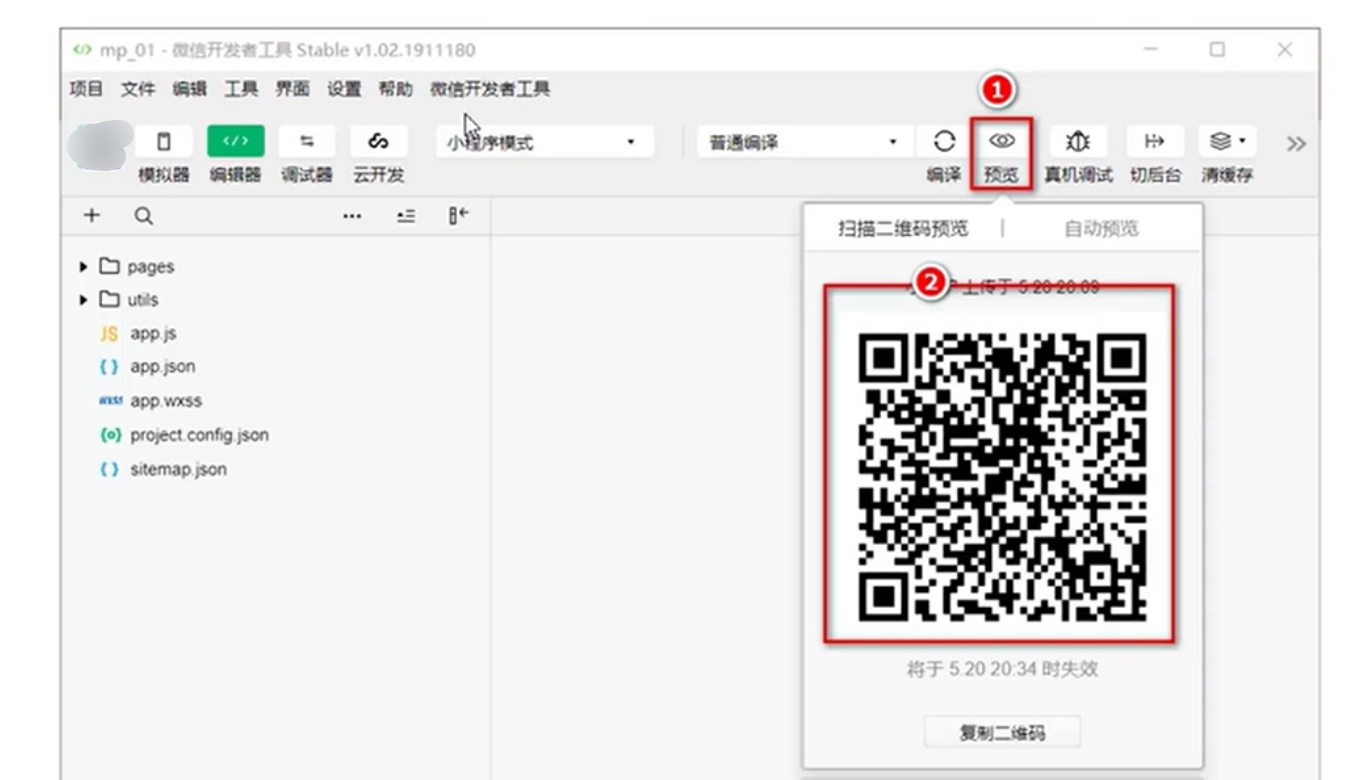 mp_01 - 微信开发者工具 Stable v1.02.1911180
项目 文件 编辑 工具 界面 设置 帮助 微信开发者工具
1
小程序模式 普通编译
模拟器 编辑器 调试器 云开发 编译 预览 真机调试 切后台 清缓存
扫描二维码预览 | 自动预览
pages
2 上传于 5.20 20:09
utils
JS app.js
{ } app.json
wxss app.wxss
{o} project.config.json
{ } sitemap.json
将于 5.20 20:34 时失效
复制二维码